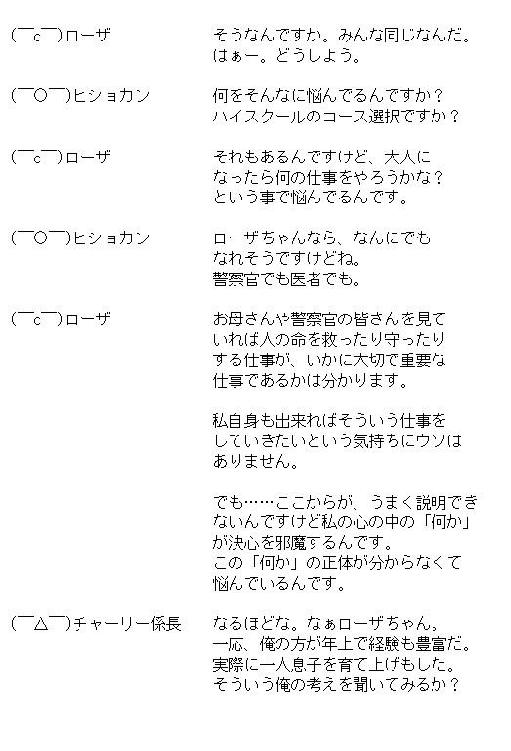 (￣c￣)ローザ　そうなんですか。みんな同じなんだ。
はぁー。どうしよう。
(￣○￣)ヒショカン　何をそんなに悩んでるんですか？
ハイスクールのコース選択ですか？
(￣c￣)ローザ　それもあるんですけど、大人に
なったら何の仕事をやろうかな？
という事で悩んでるんです。
(￣○￣)ヒショカン　ローザちゃんなら、なんにでも
なれそうですけどね。
警察官でも医者でも。
(￣c￣)ローザ　お母さんや警察官の皆さんを見て
いれば人の命を救ったり守ったり
する仕事が、いかに大切で重要な
仕事であるかは分かります。
私自身も出来ればそういう仕事を
していきたいという気持ちにウソは
ありません。
でも……ここからが、うまく説明でき
ないんですけど私の心の中の「何か」
が決心を邪魔するんです。
この「何か」の正体が分からなくて
悩んでいるんです。
(￣△￣)チャーリー係長　なるほどな。なぁローザちゃん。
一応、俺の方が年上で経験も豊富だ。
実際に一人息子を育て上げもした。
そういう俺の考えを聞いてみるか？